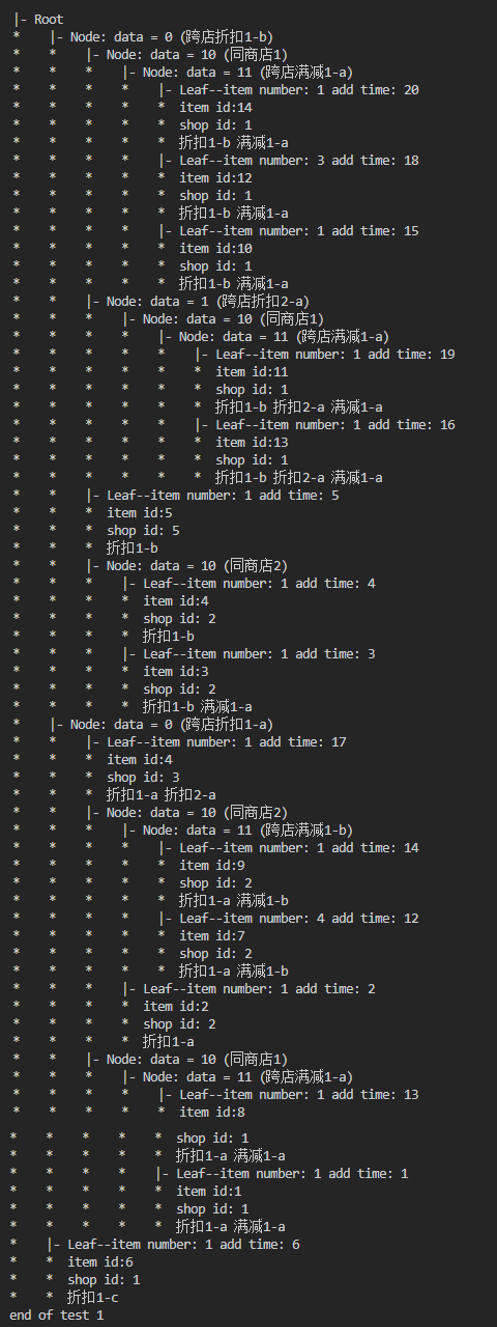 |- Root
*    |- Node: data = 0 (跨店折扣1-b)
*    *    |- Node: data = 10 (同商店1)
*    *    *    |- Node: data = 11 (跨店满减1-a)
*    *    *    *    |- Leaf--item number: 1 add time: 20
*    *    *    *    *  item id:14
*    *    *    *    *  shop id: 1
*    *    *    *    *  折扣1-b 满减1-a
*    *    *    *    |- Leaf--item number: 3 add time: 18
*    *    *    *    *  item id:12
*    *    *    *    *  shop id: 1
*    *    *    *    *  折扣1-b 满减1-a
*    *    *    *    |- Leaf--item number: 1 add time: 15
*    *    *    *    *  item id:10
*    *    *    *    *  shop id: 1
*    *    *    *    *  折扣1-b 满减1-a
*    *    |- Node: data = 1 (跨店折扣2-a)
*    *    *    |- Node: data = 10 (同商店1)
*    *    *    *    |- Node: data = 11 (跨店满减1-a)
*    *    *    *    *    |- Leaf--item number: 1 add time: 19
*    *    *    *    *    *  item id:11
*    *    *    *    *    *  shop id: 1
*    *    *    *    *    *  折扣1-b 折扣2-a 满减1-a
*    *    *    *    *    |- Leaf--item number: 1 add time: 16
*    *    *    *    *    *  item id:13
*    *    *    *    *    *  shop id: 1
*    *    *    *    *    *  折扣1-b 折扣2-a 满减1-a
*    *    |- Leaf--item number: 1 add time: 5
*    *    *  item id:5
*    *    *  shop id: 5
*    *    *  折扣1-b
*    *    |- Node: data = 10 (同商店2)
*    *    *    |- Leaf--item number: 1 add time: 4
*    *    *    *  item id:4
*    *    *    *  shop id: 2
*    *    *    *  折扣1-b
*    *    *    |- Leaf--item number: 1 add time: 3
*    *    *    *  item id:3
*    *    *    *  shop id: 2
*    *    *    *  折扣1-b 满减1-a
*    |- Node: data = 0 (跨店折扣1-a)
*    *    |- Leaf--item number: 1 add time: 17
*    *    *  item id:4
*    *    *  shop id: 3
*    *    *  折扣1-a 折扣2-a
*    *    |- Node: data = 10 (同商店2)
*    *    *    |- Node: data = 11 (跨店满减1-b)
*    *    *    *    |- Leaf--item number: 1 add time: 14
*    *    *    *    *  item id:9
*    *    *    *    *  shop id: 2
*    *    *    *    *  折扣1-a 满减1-b
*    *    *    *    |- Leaf--item number: 4 add time: 12
*    *    *    *    *  item id:7
*    *    *    *    *  shop id: 2
*    *    *    *    *  折扣1-a 满减1-b
*    *    *    |- Leaf--item number: 1 add time: 2
*    *    *    *  item id:2
*    *    *    *  shop id: 2
*    *    *    *  折扣1-a
*    *    |- Node: data = 10 (同商店1)
*    *    *    |- Node: data = 11 (跨店满减1-a)
*    *    *    *    |- Leaf--item number: 1 add time: 13
*    *    *    *    *  item id:8
*    *    *    *    *  shop id: 1
*    *    *    *    *  折扣1-a 满减1-a
*    *    *    *    |- Leaf--item number: 1 add time: 1
*    *    *    *    *  item id:1
*    *    *    *    *  shop id: 1
*    *    *    *    *  折扣1-a 满减1-a
*    |- Leaf--item number: 1 add time: 6
*    *  item id:6
*    *  shop id: 1
*    *  折扣1-c
end of test 1